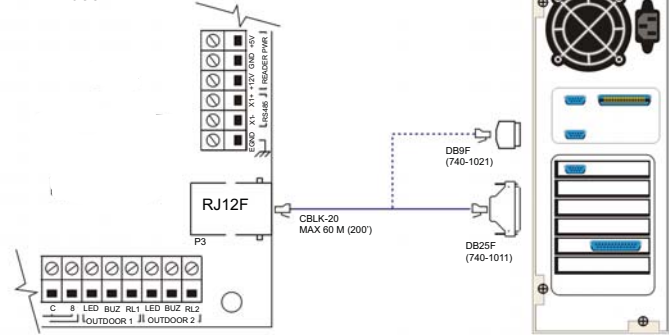 +5V
GND
+12V
X1+
X1-
EGND
READER PWR
RS485
RJ12F
P3
CBLK-20
MAX 60 M (200')
DB9F
(740-1021)
DB25F
(740-1011)
C 8 LED BUZ RL1 LED BUZ RL2
OUTDOOR 1 OUTDOOR 2